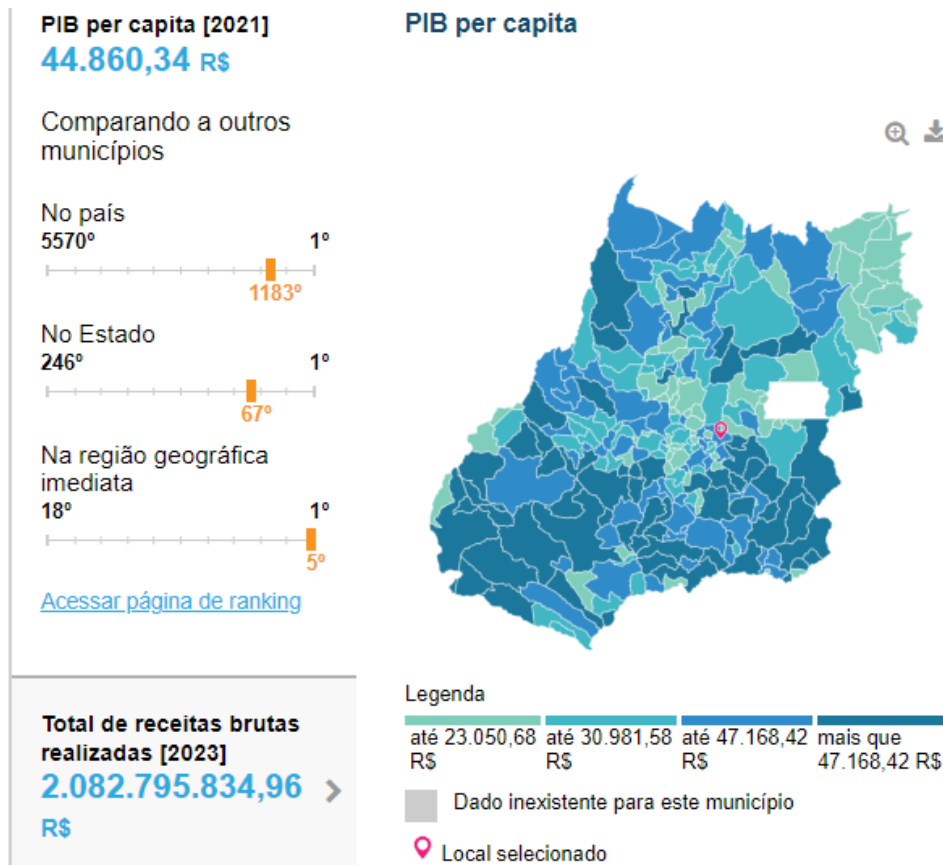 PIB per capita [2021]
44.860,34 R$
Comparando a outros
municípios
No país
5570º 1º
1183º
No Estado
246º 1º
67º
Na região geográfica
imediata
18º 1º
5º
Acessar página de ranking
Total de receitas brutas
realizadas [2023]
2.082.795.834,96
R$
PIB per capita
Legenda
até 23.050,68 R$
até 30.981,58 R$
até 47.168,42 R$
mais que 47.168,42 R$
Dado inexistente para este município
Local selecionado